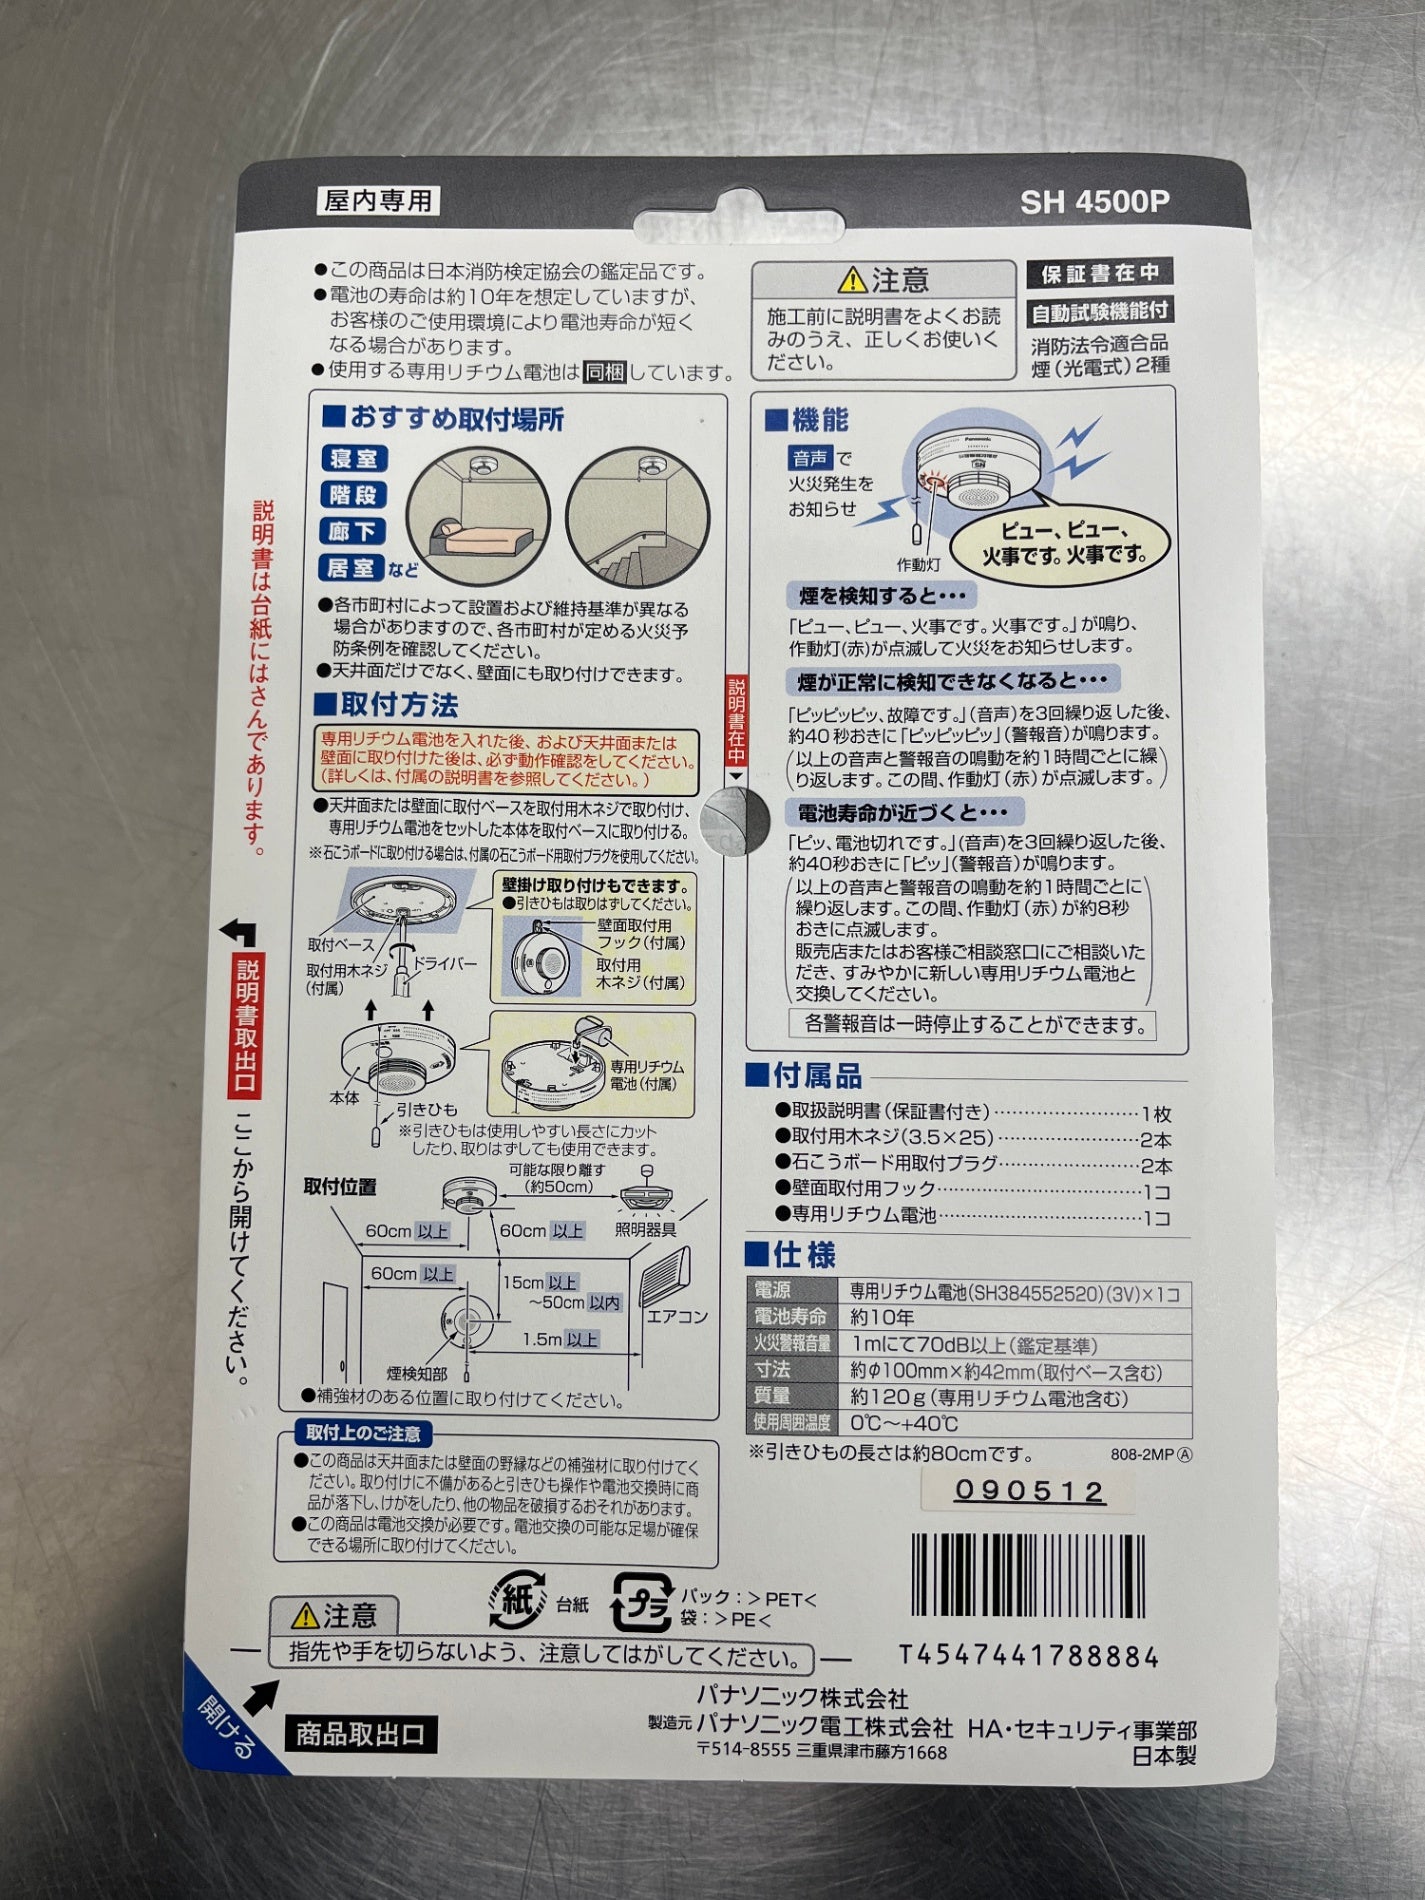 屋内専用
SH 4500P
●この商品は日本消防検定協会の鑑定品です。
●電池の寿命は約10年を想定していますが、
お客様のご使用環境により電池寿命が短く
なる場合があります。
●使用する専用リチウム電池は同梱しています。
注意
施工前に説明書をよくお読
みのうえ、正しくお使いく
ださい。
保証書在中
自動試験機能付
消防法令適合品
煙(光電式)2種
■おすすめ取付場所
寝室
階段
廊下
居室など
●各市町村によって設置および維持基準が異なる
場合がありますので、各市町村が定める火災予
防条例を確認してください。
●天井面だけでなく、壁面にも取り付けできます。
■取付方法
専用リチウム電池を入れた後、および天井面または
壁面に取り付けた後は、必ず動作確認をしてください。
(詳しくは、付属の説明書を参照してください。)
●天井面または壁面に取付ベースを取付用木ネジで取り付け、
専用リチウム電池をセットした本体を取付ベースに取り付ける。
※石こうボードに取り付ける場合は、付属の石こうボード用取付プラグを使用してください。
取付ベース
取付用木ネジ
(付属)
ドライバー
壁掛け取り付けもできます。
●引きひもは取りはずしてください。
壁面取付用
フック(付属)
取付用
木ネジ(付属)
本体
引きひも
専用リチウム
電池(付属)
※引きひもは使用しやすい長さにカット
したり、取りはずしても使用できます。
取付位置
可能な限り離す
(約50cm)
照明器具
60cm以上
60cm以上
60cm以上
15cm以上
～50cm以内
エアコン
1.5m以上
煙検知部
●補強材のある位置に取り付けてください。
取付上のご注意
●この商品は天井面または壁面の野縁などの補強材に取り付けてく
ださい。取り付けに不備があると引きひも操作や電池交換時に商
品が落下し、けがをしたり、他の物品を破損するおそれがあります。
●この商品は電池交換が必要です。電池交換の可能な足場が確保
できる場所に取り付けてください。
説明書は台紙にはさんであります。
説明書取出口
ここから開けてください。
説明書在中
■機能
音声で
火災発生を
お知らせ
Panasonic
作動灯
ピュー、ピュー、
火事です。火事です。
煙を検知すると・・・
「ピュー、ピュー、火事です。火事です。」が鳴り、
作動灯(赤)が点滅して火災をお知らせします。
煙が正常に検知できなくなると・・・
「ピッピッピッ、故障です。」(音声)を3回繰り返した後、
約40秒おきに「ピッピッピッ」(警報音)が鳴ります。
(以上の音声と警報音の鳴動を約1時間ごとに繰
り返します。この間、作動灯(赤)が点滅します。)
電池寿命が近づくと・・・
「ピッ、電池切れです。」(音声)を3回繰り返した後、
約40秒おきに「ピッ」(警報音)が鳴ります。
(以上の音声と警報音の鳴動を約1時間ごとに
繰り返します。この間、作動灯(赤)が約8秒
おきに点滅します。
販売店またはお客様ご相談窓口にご相談いた
だき、すみやかに新しい専用リチウム電池と
交換してください。)
各警報音は一時停止することができます。
■付属品
●取扱説明書(保証書付き)……………………1枚
●取付用木ネジ(3.5×25)……………………2本
●石こうボード用取付プラグ……………………2本
●壁面取付用フック……………………1コ
●専用リチウム電池……………………1コ
■仕様
電源 専用リチウム電池(SH384552520)(3V)×1コ
電池寿命 約10年
火災警報音量 1mにて70dB以上(鑑定基準)
寸法 約φ100mm×約42mm(取付ベース含む)
質量 約120g(専用リチウム電池含む)
使用周囲温度 0℃～+40℃
※引きひもの長さは約80cmです。
808-2MPⒶ
090512
T4547441788884
紙 台紙
プラ パック：＞PET＜
袋：＞PE＜
注意
指先や手を切らないよう、注意してはがしてください。
開ける
商品取出口
パナソニック株式会社
製造元 パナソニック電工株式会社 HA・セキュリティ事業部
〒514-8555 三重県津市藤方1668
日本製